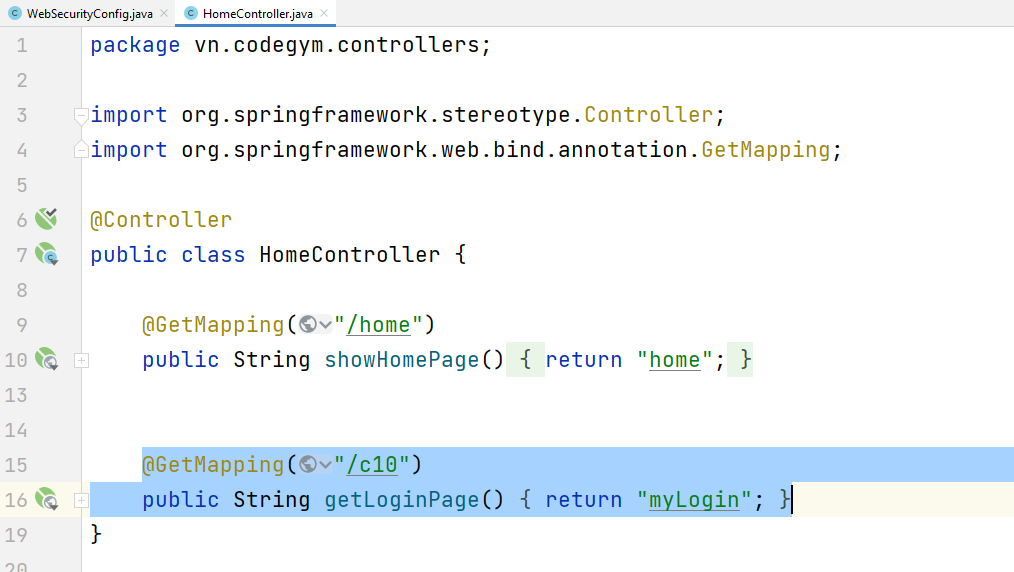 WebSecurityConfig.java HomeController.java
1 package vn.codegym.controllers;
2
3 import org.springframework.stereotype.Controller;
4 import org.springframework.web.bind.annotation.GetMapping;
5
6 @Controller
7 public class HomeController {
8
9 @GetMapping("/home")
10 public String showHomePage() { return "home"; }
13
14
15 @GetMapping("/c10")
16 public String getLoginPage() { return "myLogin"; }
19 }
20